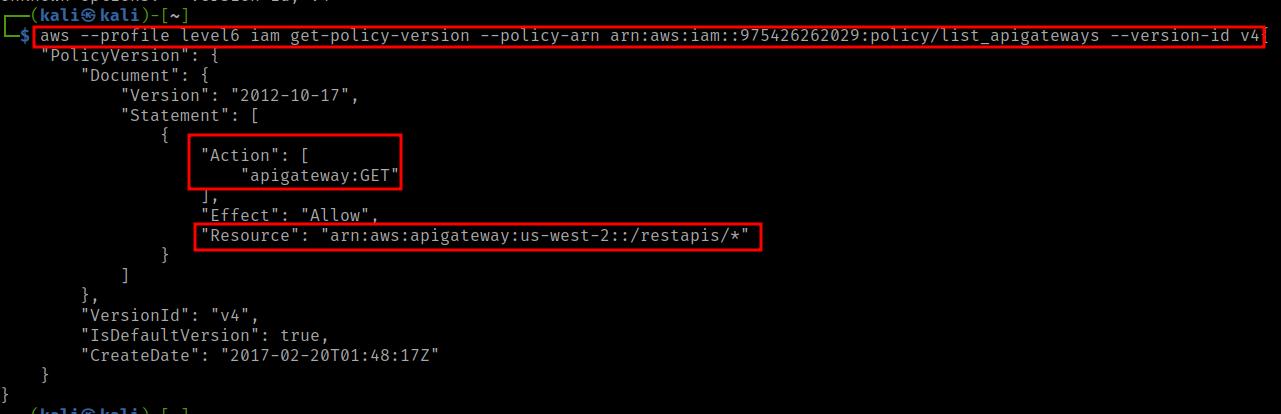 (kali㉿kali)-[~]
$ aws --profile level6 iam get-policy-version --policy-arn arn:aws:iam::975426262029:policy/list_apigateways --version-id v4{
    "PolicyVersion": {
        "Document": {
            "Version": "2012-10-17",
            "Statement": [
                {
                    "Action": [
                        "apigateway:GET"
                    ],
                    "Effect": "Allow",
                    "Resource": "arn:aws:apigateway:us-west-2::/restapis/*"
                }
            ]
        },
        "VersionId": "v4",
        "IsDefaultVersion": true,
        "CreateDate": "2017-02-20T01:48:17Z"
    }
}
(kali㉿kali)-[~]